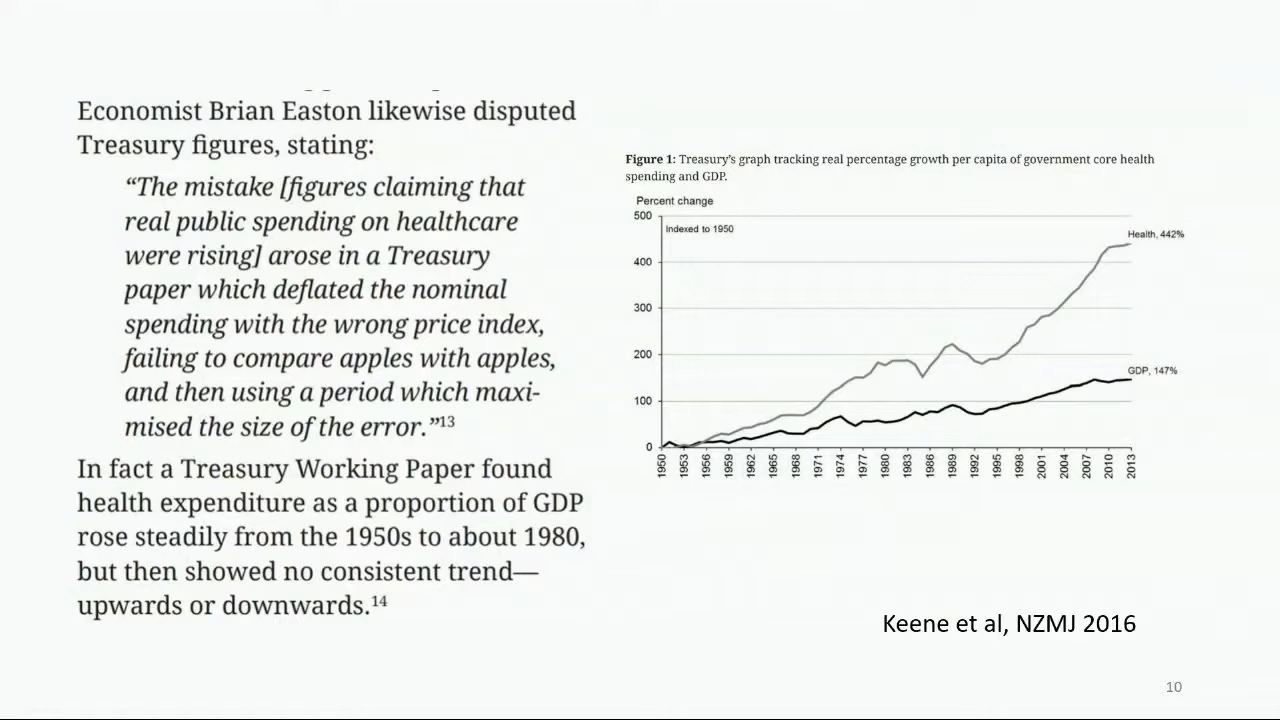 Economist Brian Easton likewise disputed
Treasury figures, stating:
“The mistake [figures claiming that
real public spending on healthcare
were rising] arose in a Treasury
paper which deflated the nominal
spending with the wrong price index,
failing to compare apples with apples,
and then using a period which maxi-
mised the size of the error.”13
In fact a Treasury Working Paper found
health expenditure as a proportion of GDP
rose steadily from the 1950s to about 1980,
but then showed no consistent trend—
upwards or downwards.14
Figure 1: Treasury’s graph tracking real percentage growth per capita of government core health
spending and GDP.
Percent change
500
400
300
200
100
0
Indexed to 1950
Health, 442%
GDP, 147%
1950
1953
1956
1959
1962
1965
1968
1971
1974
1977
1980
1983
1986
1989
1992
1995
1998
2001
2004
2007
2010
2013
Keene et al, NZMJ 2016
10